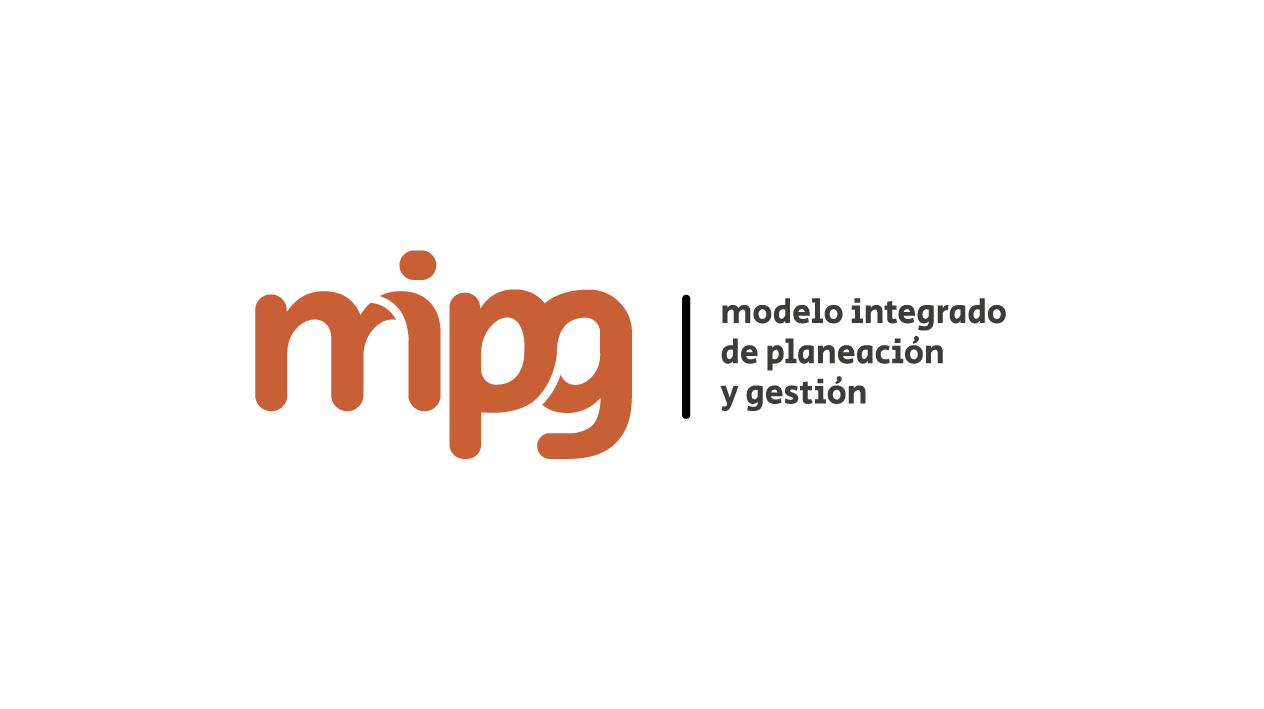 mipg
modelo integrado
de planeación
y gestión